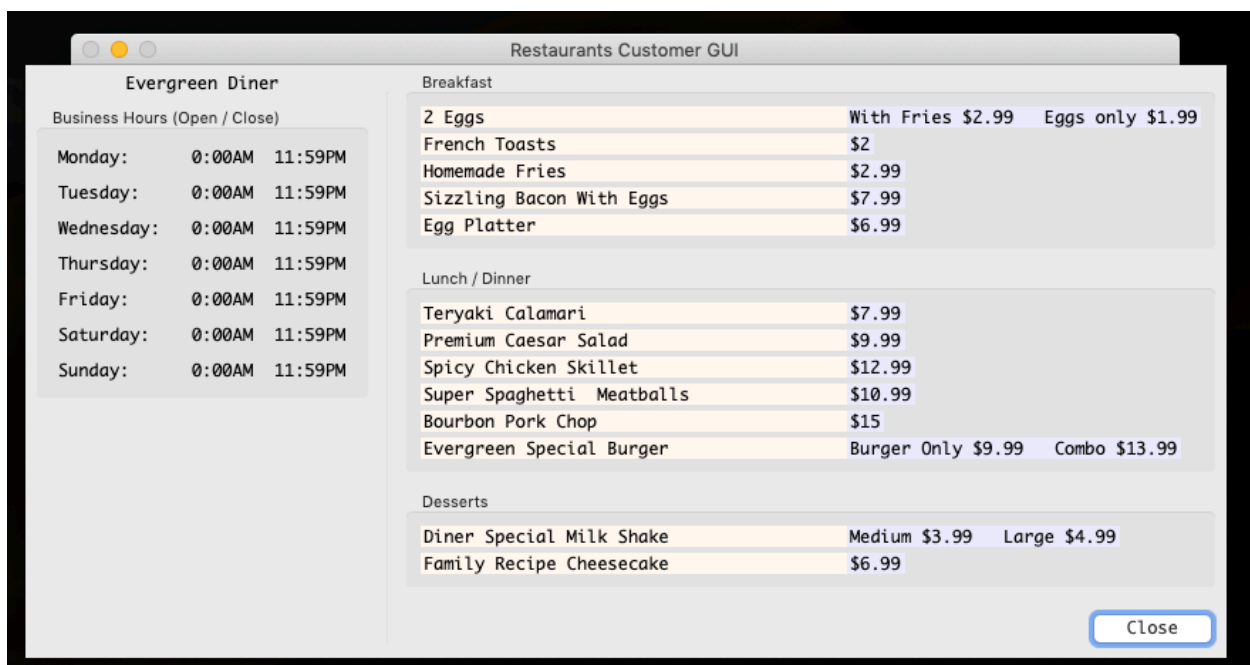 Restaurants Customer GUI
Evergreen Diner
Business Hours (Open / Close)
Monday: 0:00AM 11:59PM
Tuesday: 0:00AM 11:59PM
Wednesday: 0:00AM 11:59PM
Thursday: 0:00AM 11:59PM
Friday: 0:00AM 11:59PM
Saturday: 0:00AM 11:59PM
Sunday: 0:00AM 11:59PM
Breakfast
2 Eggs With Fries $2.99 Eggs only $1.99
French Toasts $2
Homemade Fries $2.99
Sizzling Bacon With Eggs $7.99
Egg Platter $6.99
Lunch / Dinner
Teryaki Calamari $7.99
Premium Caesar Salad $9.99
Spicy Chicken Skillet $12.99
Super Spaghetti  Meatballs $10.99
Bourbon Pork Chop $15
Evergreen Special Burger Burger Only $9.99 Combo $13.99
Desserts
Diner Special Milk Shake Medium $3.99 Large $4.99
Family Recipe Cheesecake $6.99
Close